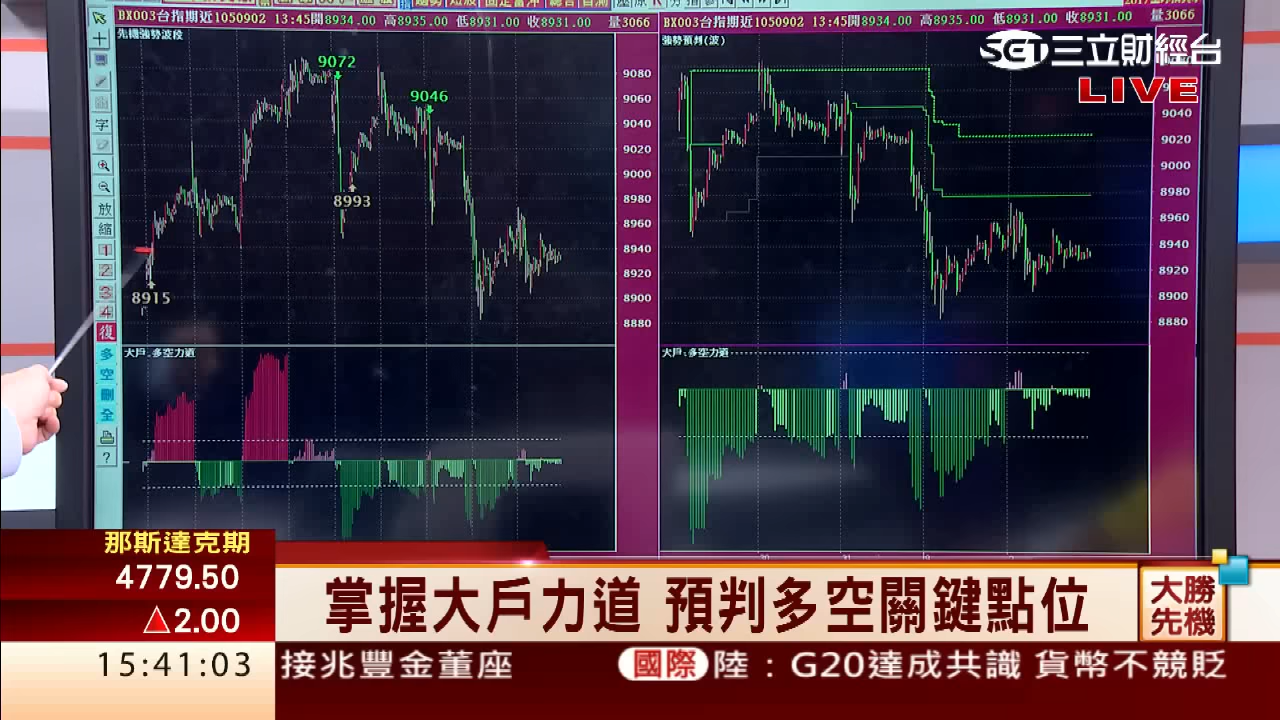 BX003台指期近1050902 13:45開8934.00 高8935.00 低8931.00 收8931.00 量3066
BX003台指期近1050902 13:45開8934.00 高8935.00 低8931.00 收8931.00 量3066
先機強勢波段
強勢預判(波)
SET三立財經台
LIVE
9072
9046
8993
8915
9080
9060
9040
9020
9000
8980
8960
8940
8920
8900
8880
9040
9020
9000
8980
8960
8940
8920
8900
8880
字
放
縮
1
2
3
4
復
多
空
刪
全
?
大戶.多空力道
大戶.多空力道
30
31
9
2
那斯達克期
4779.50
△2.00
掌握大戶力道 預判多空關鍵點位
大勝
先機
15:41:03
接兆豐金董座
國際 陸：G20達成共識 貨幣不競貶